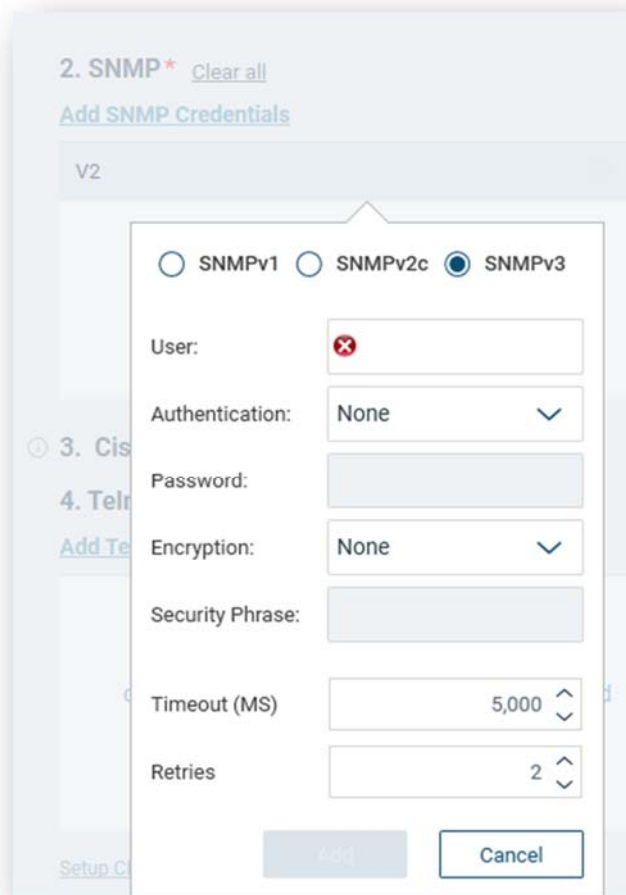 2. SNMP* Clear all
Add SNMP Credentials
V2
SNMPv1 SNMPv2c SNMPv3
User:
Authentication: None
3. Cis
Password:
4. Teln
Add Te
Encryption: None
Security Phrase:
Timeout (MS) 5,000
Retries 2
Setup Cl
Add Cancel